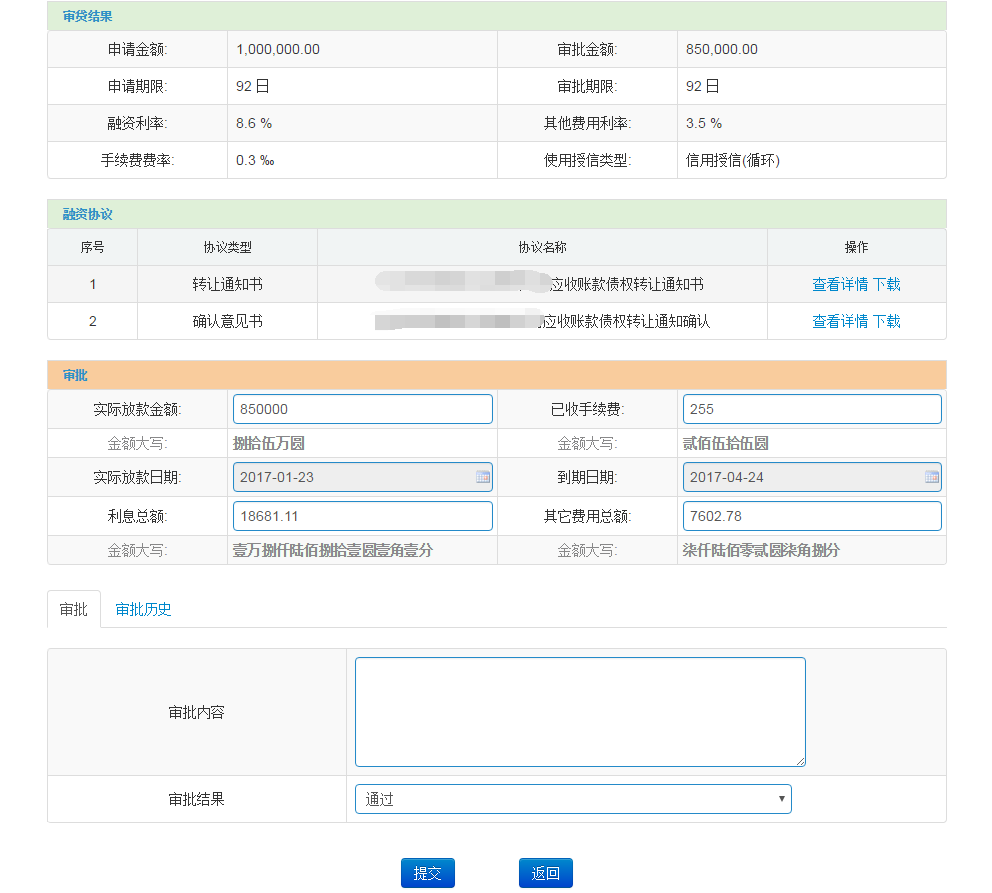 审贷结果
申请金额: 1,000,000.00 审批金额: 850,000.00
申请期限: 92 日 审批期限: 92 日
融资利率: 8.6 % 其他费用利率: 3.5 %
手续费费率: 0.3 ‰ 使用授信类型: 信用授信(循环)
融资协议
序号 协议类型 协议名称 操作
1 转让通知书 应收账款债权转让通知书 查看详情 下载
2 确认意见书 应收账款债权转让通知确认 查看详情 下载
审批
实际放款金额: 850000 已收手续费: 255
金额大写: 捌拾伍万圆 金额大写: 贰佰伍拾伍圆
实际放款日期: 2017-01-23 到期日期: 2017-04-24
利息总额: 18681.11 其它费用总额: 7602.78
金额大写: 壹万捌仟陆佰捌拾壹圆壹角壹分 金额大写: 柒仟陆佰零贰圆柒角捌分
审批 审批历史
审批内容
审批结果 通过
提交 返回